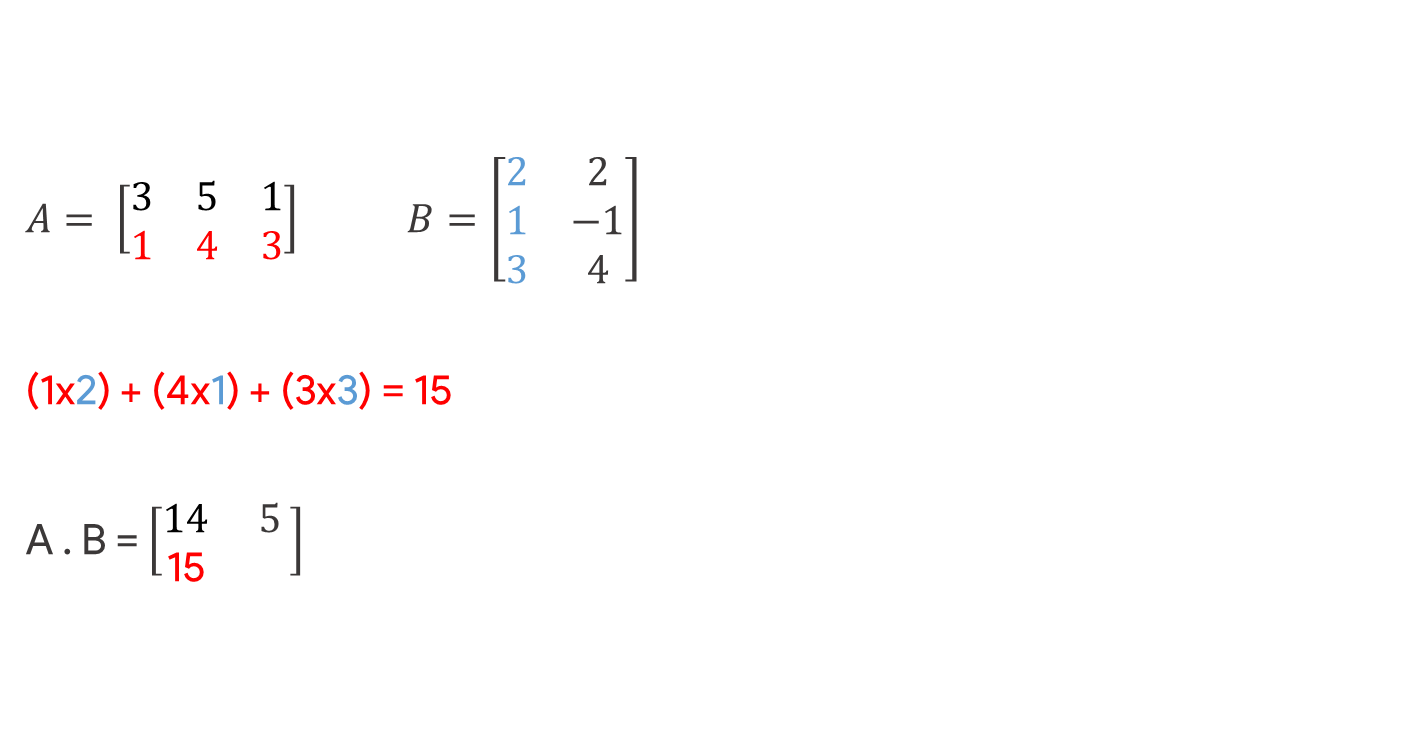 A = [3 5 1
1 4 3]
B = [2 2
1 −1
3 4]
(1x2) + (4x1) + (3x3) = 15
A . B = [14 5
15 ]